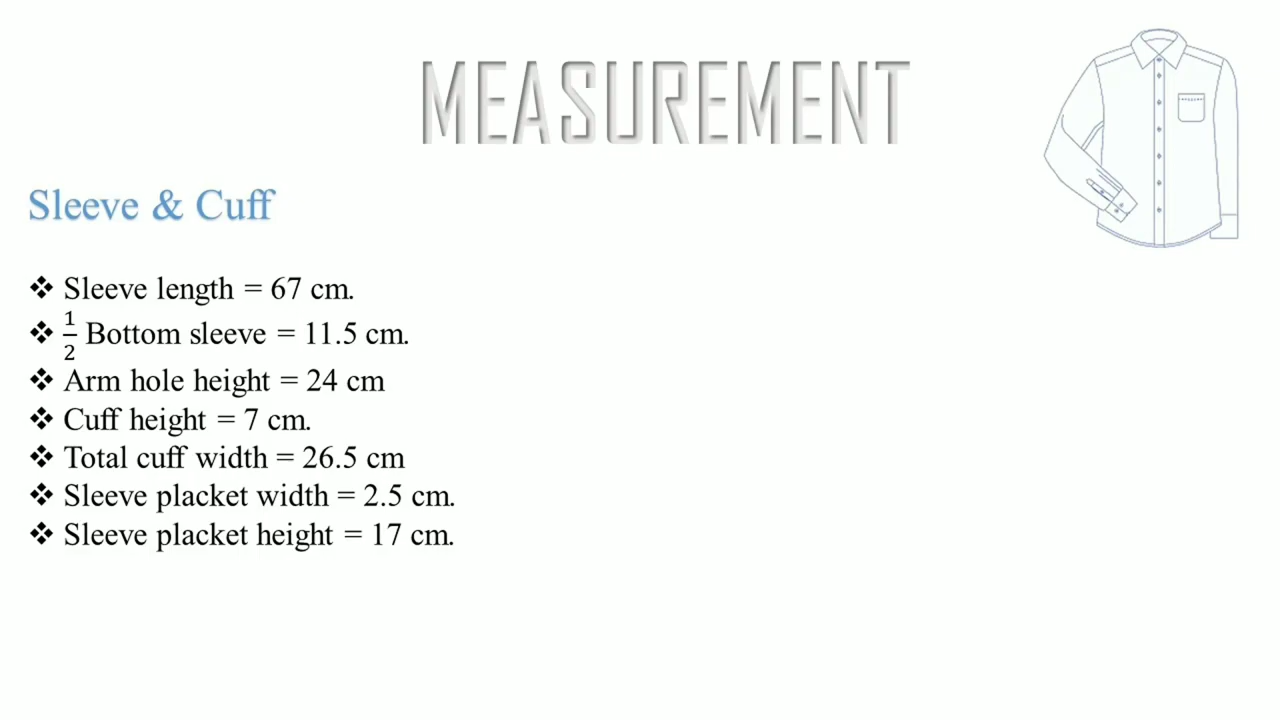 MEASUREMENT
Sleeve & Cuff
❖ Sleeve length = 67 cm.
❖ 1/2 Bottom sleeve = 11.5 cm.
❖ Arm hole height = 24 cm
❖ Cuff height = 7 cm.
❖ Total cuff width = 26.5 cm
❖ Sleeve placket width = 2.5 cm.
❖ Sleeve placket height = 17 cm.